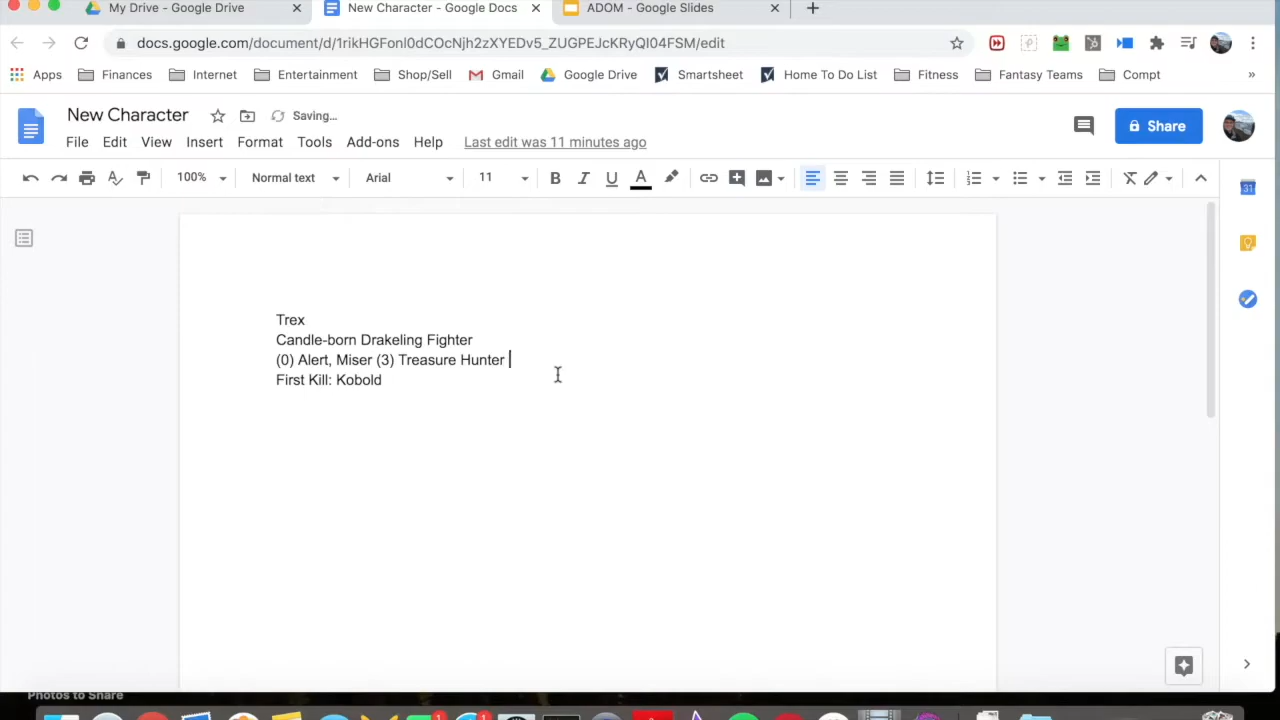 My Drive - Google Drive
New Character - Google Docs
ADOM - Google Slides
docs.google.com/document/d/1rikHGFonl0dCOcNjh2zXYEDv5_ZUGPEJcKRyQI04FSM/edit
Apps Finances Internet Entertainment Shop/Sell Gmail Google Drive Smartsheet Home To Do List Fitness Fantasy Teams Compt »
New Character Saving...
Share
File Edit View Insert Format Tools Add-ons Help Last edit was 11 minutes ago
100% Normal text Arial 11 B I U A
31
Trex
Candle-born Drakeling Fighter
(0) Alert, Miser (3) Treasure Hunter
First Kill: Kobold
Photos to Share
1 1